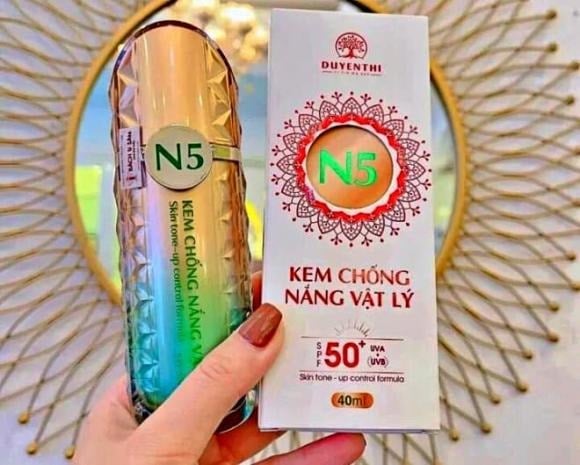 N5
KEM CHỐNG NẮNG VẬT
Skin tone-up control formula
DUYENTHI
N5
KEM CHỐNG
NẮNG VẬT LÝ
SPF 50+ UVA
UVB
Skin tone - up control formula
40ml